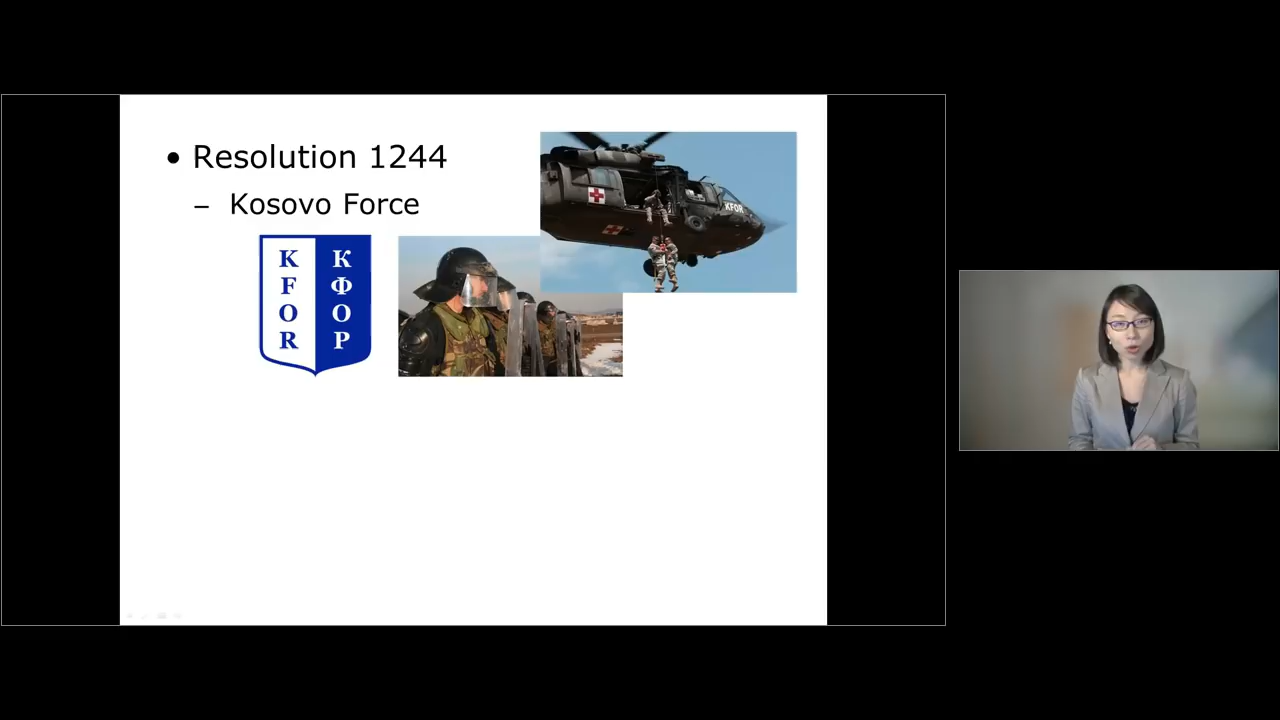 • Resolution 1244
– Kosovo Force
K
F
O
R
К
Ф
О
Р
KFOR